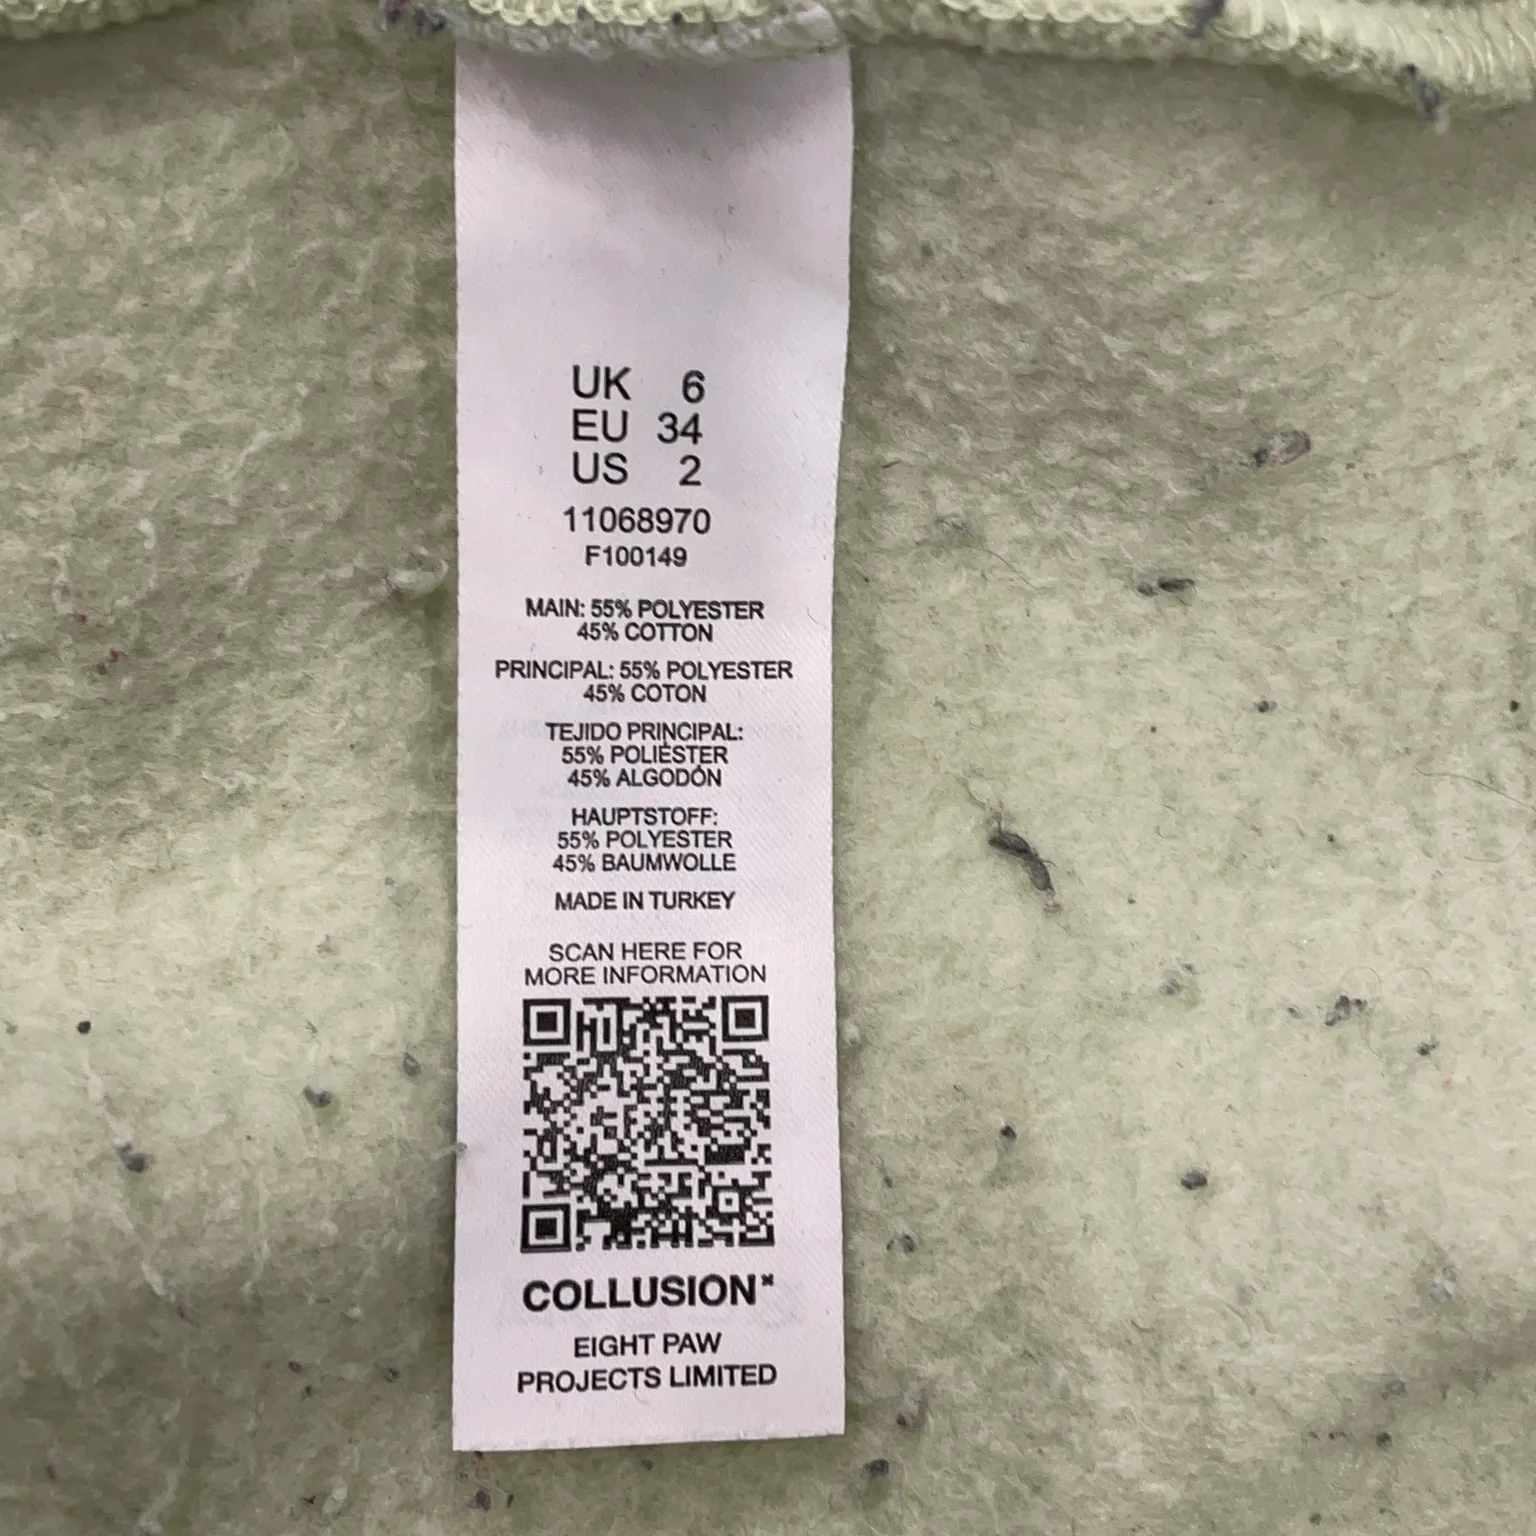 UK 6
EU 34
US 2
11068970
F100149
MAIN: 55% POLYESTER
45% COTTON
PRINCIPAL: 55% POLYESTER
45% COTON
TEJIDO PRINCIPAL:
55% POLIÉSTER
45% ALGODÓN
HAUPTSTOFF:
55% POLYESTER
45% BAUMWOLLE
MADE IN TURKEY
SCAN HERE FOR
MORE INFORMATION
COLLUSION×
EIGHT PAW
PROJECTS LIMITED